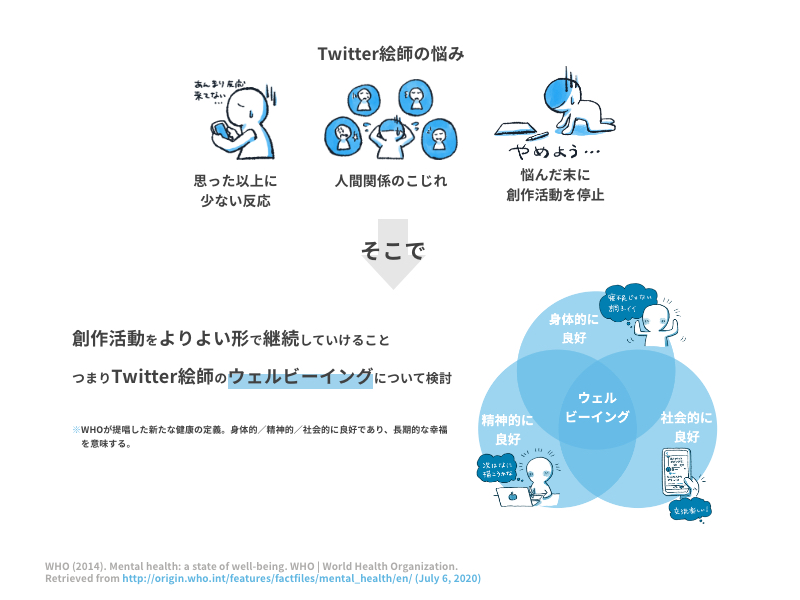 Twitter絵師の悩み
あんまり反応
来てない…
思った以上に
少ない反応
人間関係のこじれ
やめよう…
悩んだ末に
創作活動を停止
そこで
創作活動をよりよい形で継続していけること
つまりTwitter絵師のウェルビーイングについて検討
※WHOが提唱した新たな健康の定義。身体的／精神的／社会的に良好であり、長期的な幸福
を意味する。
寝不足じゃない
調子イイ
身体的に
良好
ウェル
ビーイング
精神的に
良好
社会的に
良好
次はなに
描こうかな
交流楽しい!
WHO (2014). Mental health: a state of well-being. WHO | World Health Organization.
Retrieved from http://origin.who.int/features/factfiles/mental_health/en/ (July 6, 2020)